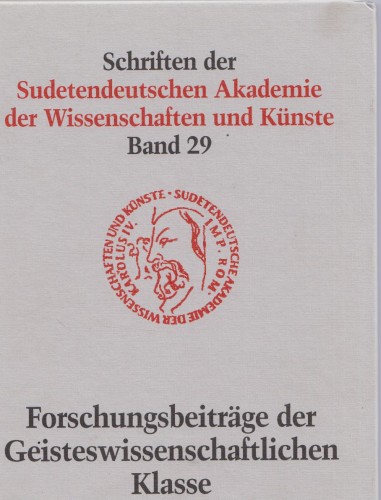 Schriften der
Sudetendeutschen Akademie
der Wissenschaften und Künste
Band 29
SUDETENDEUTSCHE AKADEMIE DER WISSENSCHAFTEN UND KÜNSTE ·
KAROLUS IV. IMP. ROM.
Forschungsbeiträge der
Geisteswissenschaftlichen
Klasse